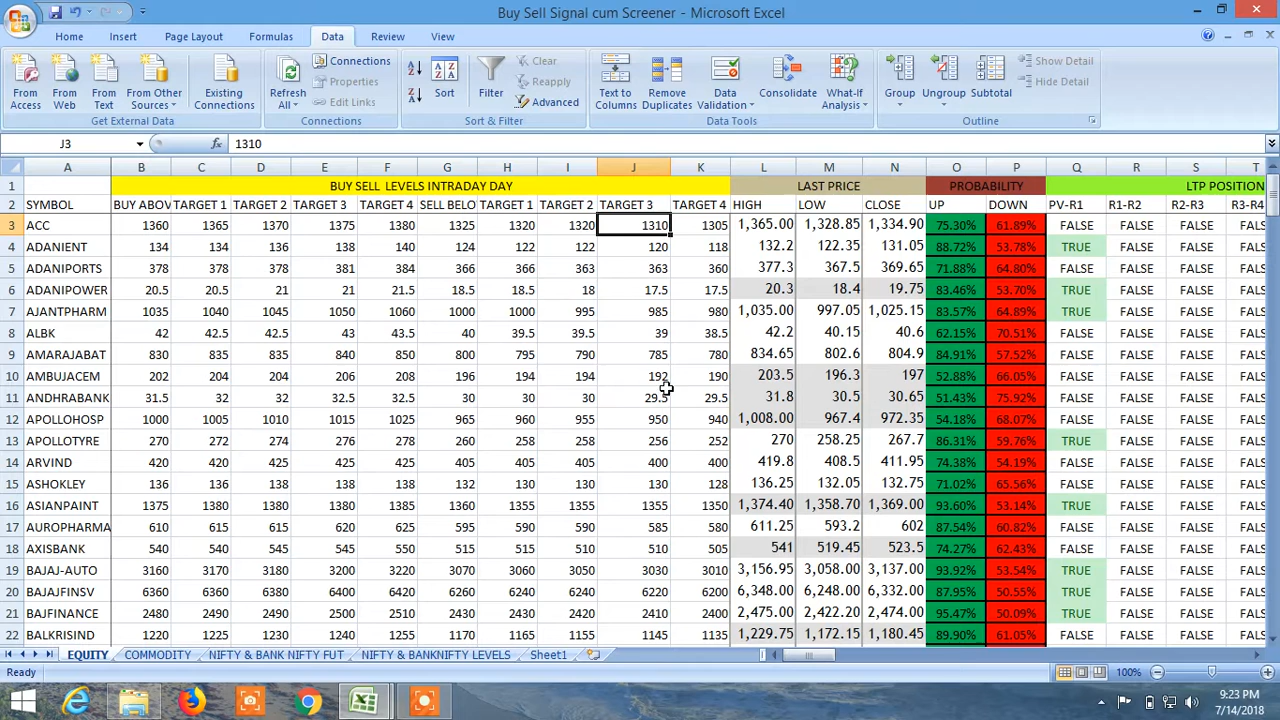 Buy Sell Signal cum Screener - Microsoft Excel
Home Insert Page Layout Formulas Data Review View
From Access From Web From Text From Other Sources Existing Connections
Get External Data
Refresh All Connections Properties Edit Links
Connections
Sort Filter Clear Reapply Advanced
Sort & Filter
Text to Columns Remove Duplicates Data Validation Consolidate What-If Analysis
Data Tools
Group Ungroup Subtotal Show Detail Hide Detail
Outline
J3 fx 1310
A B C D E F G H I J K L M N O P Q R S T
1 BUY SELL LEVELS INTRADAY DAY LAST PRICE PROBABILITY LTP POSITION
2 SYMBOL BUY ABOV TARGET 1 TARGET 2 TARGET 3 TARGET 4 SELL BELO TARGET 1 TARGET 2 TARGET 3 TARGET 4 HIGH LOW CLOSE UP DOWN PV-R1 R1-R2 R2-R3 R3-R4
3 ACC 1360 1365 1370 1375 1380 1325 1320 1320 1310 1305 1,365.00 1,328.85 1,334.90 75.30% 61.89% FALSE FALSE FALSE FALS
4 ADANIENT 134 134 136 138 140 124 122 122 120 118 132.2 122.35 131.05 88.72% 53.78% TRUE FALSE FALSE FALS
5 ADANIPORTS 378 378 378 381 384 366 366 363 363 360 377.3 367.5 369.65 71.88% 64.80% FALSE FALSE FALSE FALS
6 ADANIPOWER 20.5 20.5 21 21 21.5 18.5 18.5 18 17.5 17.5 20.3 18.4 19.75 83.46% 53.70% TRUE FALSE FALSE FALS
7 AJANTPHARM 1035 1040 1045 1050 1060 1000 1000 995 985 980 1,035.00 997.05 1,025.15 83.57% 64.89% TRUE FALSE FALSE FALS
8 ALBK 42 42.5 42.5 43 43.5 40 39.5 39.5 39 38.5 42.2 40.15 40.6 62.15% 70.51% FALSE FALSE FALSE FALS
9 AMARAJABAT 830 835 835 840 850 800 795 790 785 780 834.65 802.6 804.9 84.91% 57.52% FALSE FALSE FALSE FALS
10 AMBUJACEM 202 204 204 206 208 196 194 194 192 190 203.5 196.3 197 52.88% 66.05% FALSE FALSE FALSE FALS
11 ANDHRABANK 31.5 32 32 32.5 32.5 30 30 30 29.5 29.5 31.8 30.5 30.65 51.43% 75.92% FALSE FALSE FALSE FALS
12 APOLLOHOSP 1000 1005 1010 1015 1020 965 960 955 950 940 1,008.00 967.4 972.35 54.18% 68.07% FALSE FALSE FALSE FALS
13 APOLLOTYRE 270 272 274 276 278 260 258 258 256 252 270 258.25 267.7 86.31% 59.76% TRUE FALSE FALSE FALS
14 ARVIND 420 420 425 425 425 405 405 405 400 400 419.8 408.5 411.95 74.38% 54.19% FALSE FALSE FALSE FALS
15 ASHOKLEY 136 136 138 138 138 132 130 130 130 128 136.25 132.05 132.75 71.02% 65.56% FALSE FALSE FALSE FALS
16 ASIANPAINT 1375 1380 1380 1385 1385 1360 1355 1355 1355 1350 1,374.40 1,358.70 1,369.00 93.60% 53.14% TRUE FALSE FALSE FALS
17 AUROPHARMA 610 615 615 620 625 595 590 590 585 580 611.25 593.2 602 87.54% 60.82% FALSE FALSE FALSE FALS
18 AXISBANK 540 540 545 545 550 515 515 510 510 505 541 519.45 523.5 74.27% 62.43% FALSE FALSE FALSE FALS
19 BAJAJ-AUTO 3160 3170 3180 3200 3220 3070 3060 3050 3030 3020 3,156.95 3,058.00 3,137.00 93.92% 53.54% TRUE FALSE FALSE FALS
20 BAJAJFINSV 6360 6360 6380 6400 6420 6260 6240 6240 6220 6200 6,348.00 6,248.00 6,332.00 87.95% 50.55% TRUE FALSE FALSE FALS
21 BAJFINANCE 2480 2490 2490 2500 2510 2430 2420 2420 2410 2400 2,475.00 2,422.20 2,474.00 95.47% 50.09% TRUE FALSE FALSE FALS
22 BALKRISIND 1220 1225 1230 1240 1255 1170 1165 1155 1145 1135 1,229.75 1,172.15 1,180.45 89.90% 61.05% FALSE FALSE FALSE FALS
EQUITY COMMODITY NIFTY & BANK NIFTY FUT NIFTY & BANKNIFTY LEVELS Sheet1
Ready 100%
9:23 PM
7/14/2018